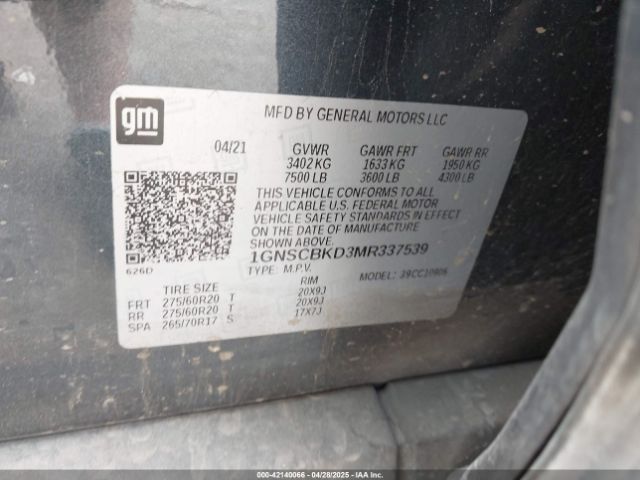 gm
MFD BY GENERAL MOTORS LLC
04/21 GVWR GAWR FRT GAWR RR
3402 KG 1633 KG 1950 KG
7500 LB 3600 LB 4300 LB
THIS VEHICLE CONFORMS TO ALL
APPLICABLE U.S. FEDERAL MOTOR
VEHICLE SAFETY STANDARDS IN EFFECT
ON THE DATE OF MANUFACTURE
SHOWN ABOVE.
1GNSCBKD3MR337539
626D
TYPE: M.P.V. MODEL: 39CC10906
TIRE SIZE RIM
FRT 275/60R20 T 20X9J
RR 275/60R20 T 20X9J
SPA 265/70R17 S 17X7J
000-42140066 - 04/28/2025 - IAAI, INC.